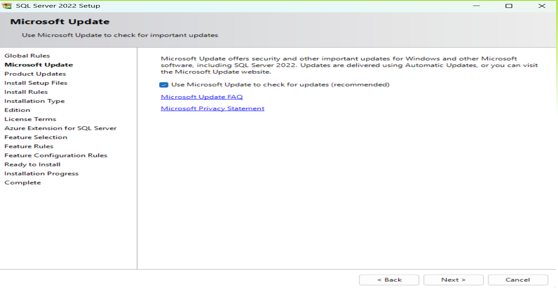 SQL Server 2022 Setup
Microsoft Update
Use Microsoft Update to check for important updates
Global Rules
Microsoft Update
Product Updates
Install Setup Files
Install Rules
Installation Type
Edition
License Terms
Azure Extension for SQL Server
Feature Selection
Feature Rules
Feature Configuration Rules
Ready to Install
Installation Progress
Complete
Microsoft Update offers security and other important updates for Windows and other Microsoft
software, including SQL Server 2022. Updates are delivered using Automatic Updates, or you can visit
the Microsoft Update website.
Use Microsoft Update to check for updates (recommended)
Microsoft Update FAQ
Microsoft Privacy Statement
< Back
Next >
Cancel